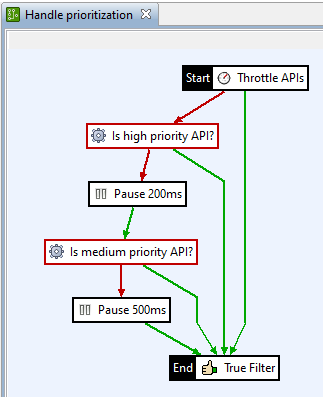 Handle prioritization
Start Throttle APIs
Is high priority API?
Pause 200ms
Is medium priority API?
Pause 500ms
End True Filter